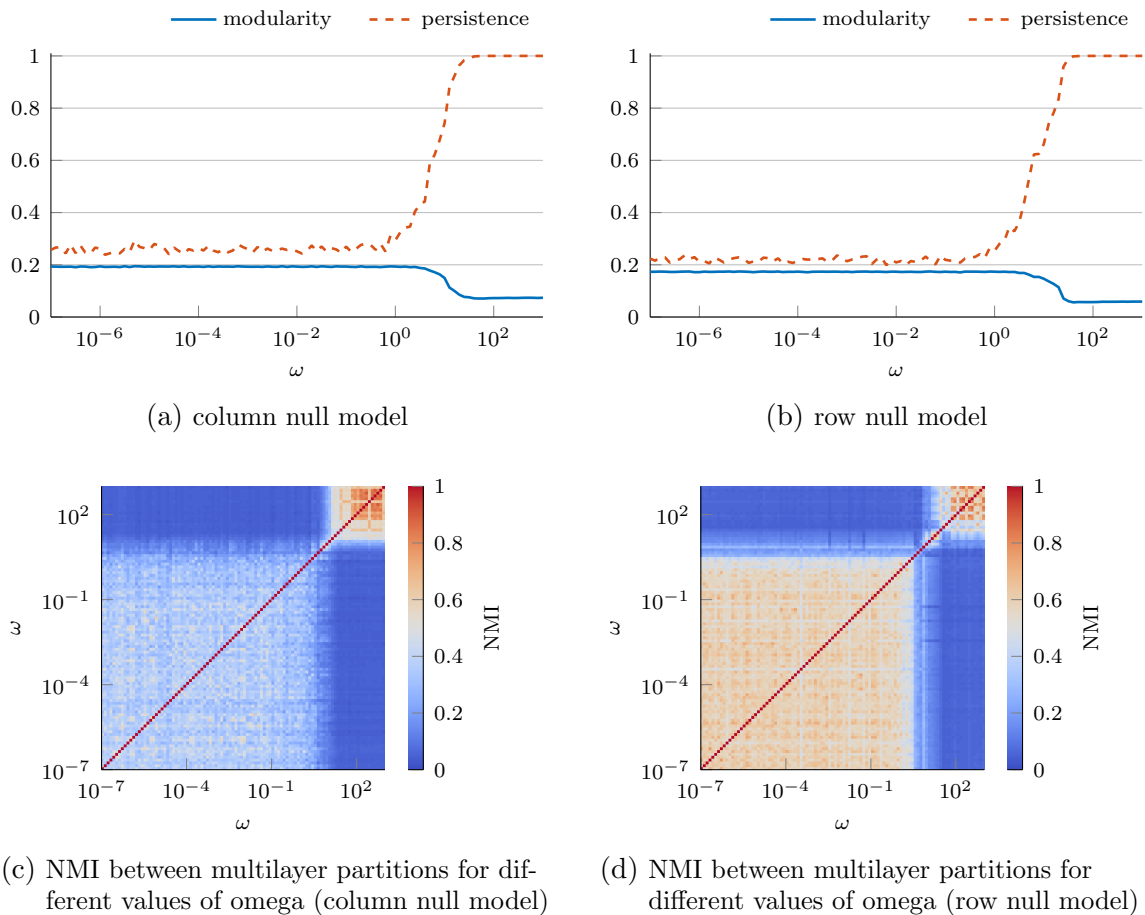 modularity persistence
modularity persistence
1
0.8
0.6
0.4
0.2
0
10⁻⁶ 10⁻⁴ 10⁻² 10⁰ 10²
ω
(a) column null model
1
0.8
0.6
0.4
0.2
0
10⁻⁶ 10⁻⁴ 10⁻² 10⁰ 10²
ω
(b) row null model
10²
10⁻¹
10⁻⁴
10⁻⁷
ω
10⁻⁷ 10⁻⁴ 10⁻¹ 10²
ω
1
0.8
0.6
0.4
0.2
0
NMI
(c) NMI between multilayer partitions for dif-
ferent values of omega (column null model)
10²
10⁻¹
10⁻⁴
10⁻⁷
ω
10⁻⁷ 10⁻⁴ 10⁻¹ 10²
ω
1
0.8
0.6
0.4
0.2
0
NMI
(d) NMI between multilayer partitions for
different values of omega (row null model)